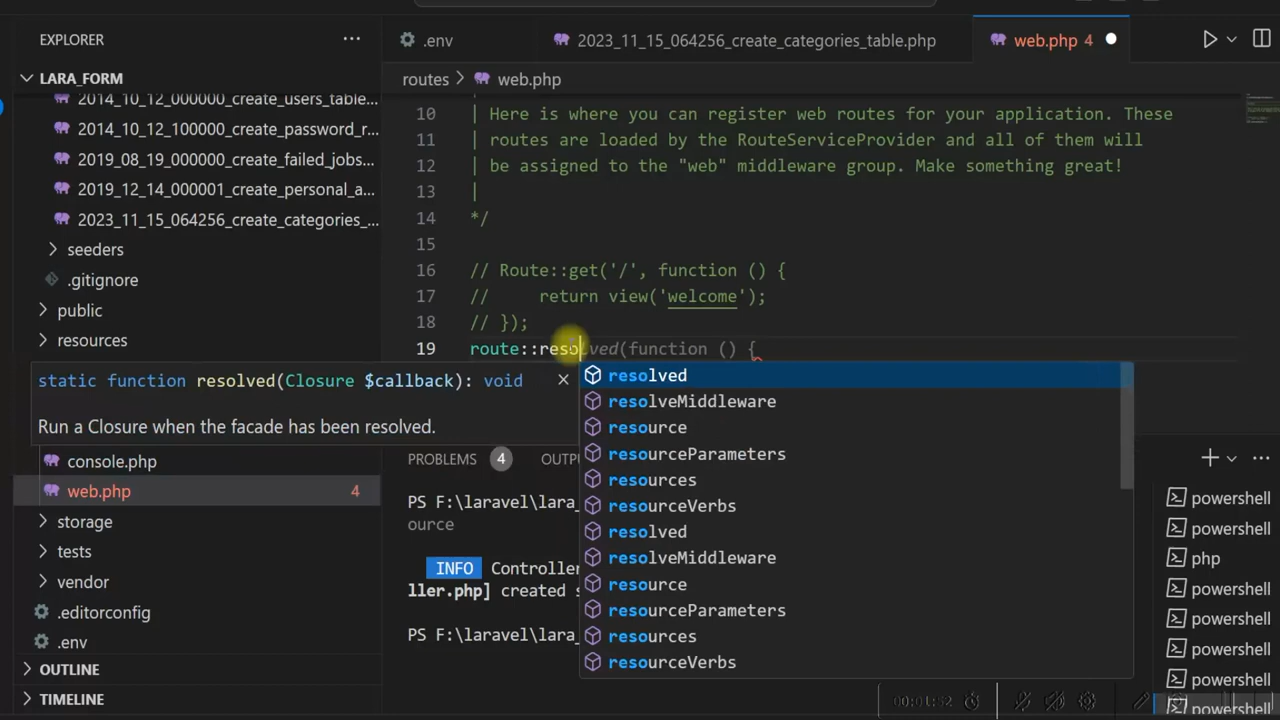 EXPLORER
LARA_FORM
2014_10_12_000000_create_users_table...
2014_10_12_100000_create_password_r...
2019_08_19_000000_create_failed_jobs...
2019_12_14_000001_create_personal_a...
2023_11_15_064256_create_categories_...
seeders
.gitignore
public
resources
console.php
web.php 4
storage
tests
vendor
.editorconfig
.env
OUTLINE
TIMELINE
.env
2023_11_15_064256_create_categories_table.php
web.php 4
routes > web.php
10 | Here is where you can register web routes for your application. These
11 | routes are loaded by the RouteServiceProvider and all of them will
12 | be assigned to the "web" middleware group. Make something great!
13 |
14 */
15
16 // Route::get('/', function () {
17 //     return view('welcome');
18 // });
19 route::resolved(function () {
static function resolved(Closure $callback): void
Run a Closure when the facade has been resolved.
resolved
resolveMiddleware
resource
resourceParameters
resources
resourceVerbs
resolved
resolveMiddleware
resource
resourceParameters
resources
resourceVerbs
PROBLEMS 4 OUTP
PS F:\laravel\lara_
ource
INFO Controller
ller.php] created s
PS F:\laravel\lara_
powershell
powershell
php
powershell
powershell
powershell
powershell
powershell
00:01:52